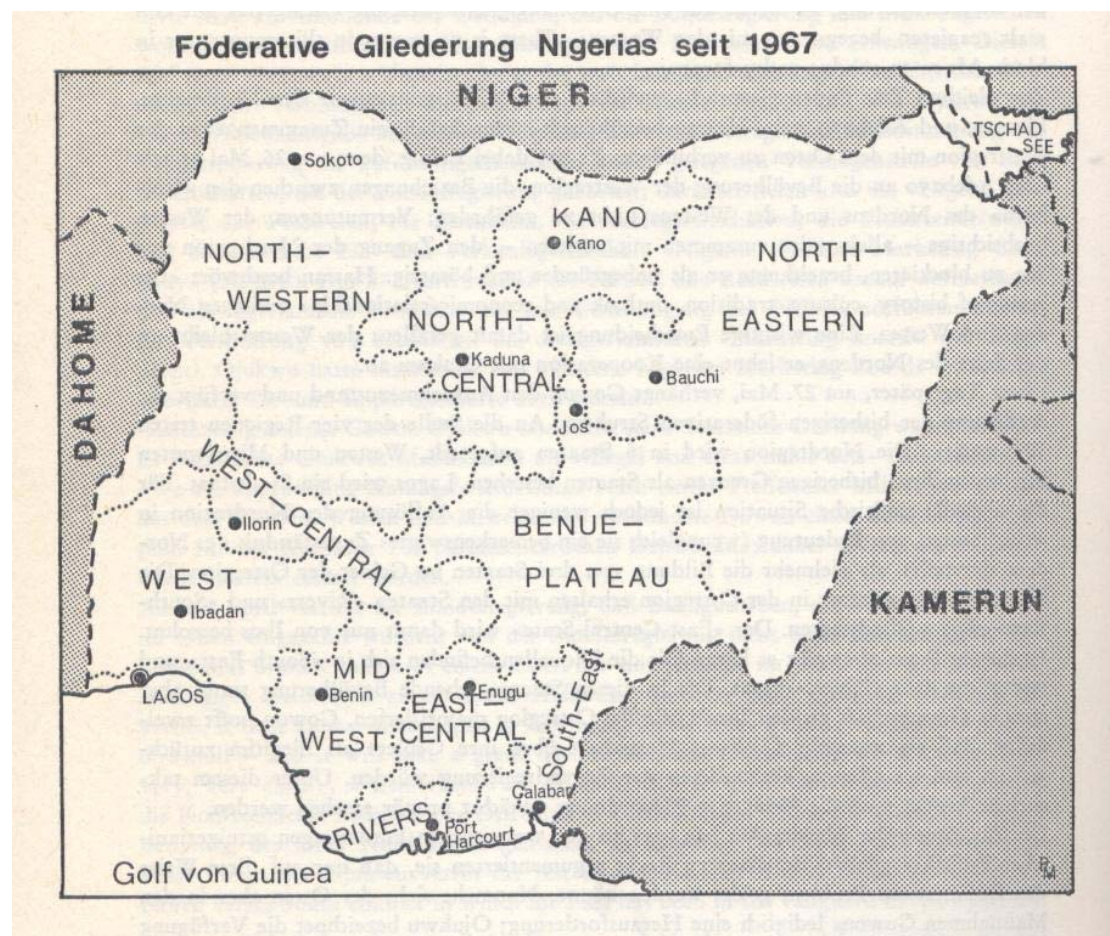 Föderative Gliederung Nigerias seit 1967
NIGER
TSCHAD
SEE
Sokoto
KANO
Kano
NORTH-
WESTERN
NORTH-
EASTERN
DAHOME
NORTH-
CENTRAL
Kaduna
Bauchi
Jos
WEST-CENTRAL
Ilorin
BENUE-
PLATEAU
WEST
Ibadan
KAMERUN
LAGOS
MID-
WEST
Benin
Enugu
EAST-
CENTRAL
South-East
Calabar
RIVERS
Port
Harcourt
Golf von Guinea